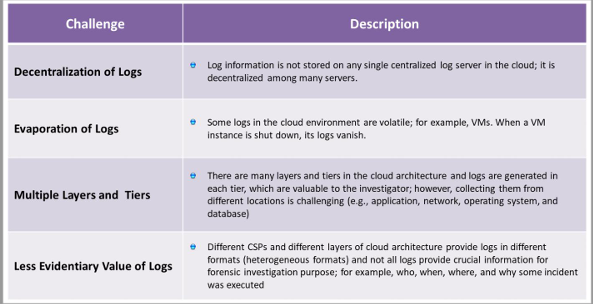 Challenge
Description
Decentralization of Logs
Log information is not stored on any single centralized log server in the cloud; it is
decentralized among many servers.
Evaporation of Logs
Some logs in the cloud environment are volatile; for example, VMs. When a VM
instance is shut down, its logs vanish.
Multiple Layers and Tiers
There are many layers and tiers in the cloud architecture and logs are generated in
each tier, which are valuable to the investigator; however, collecting them from
different locations is challenging (e.g., application, network, operating system, and
database)
Less Evidentiary Value of Logs
Different CSPs and different layers of cloud architecture provide logs in different
formats (heterogeneous formats) and not all logs provide crucial information for
forensic investigation purpose; for example, who, when, where, and why some incident
was executed